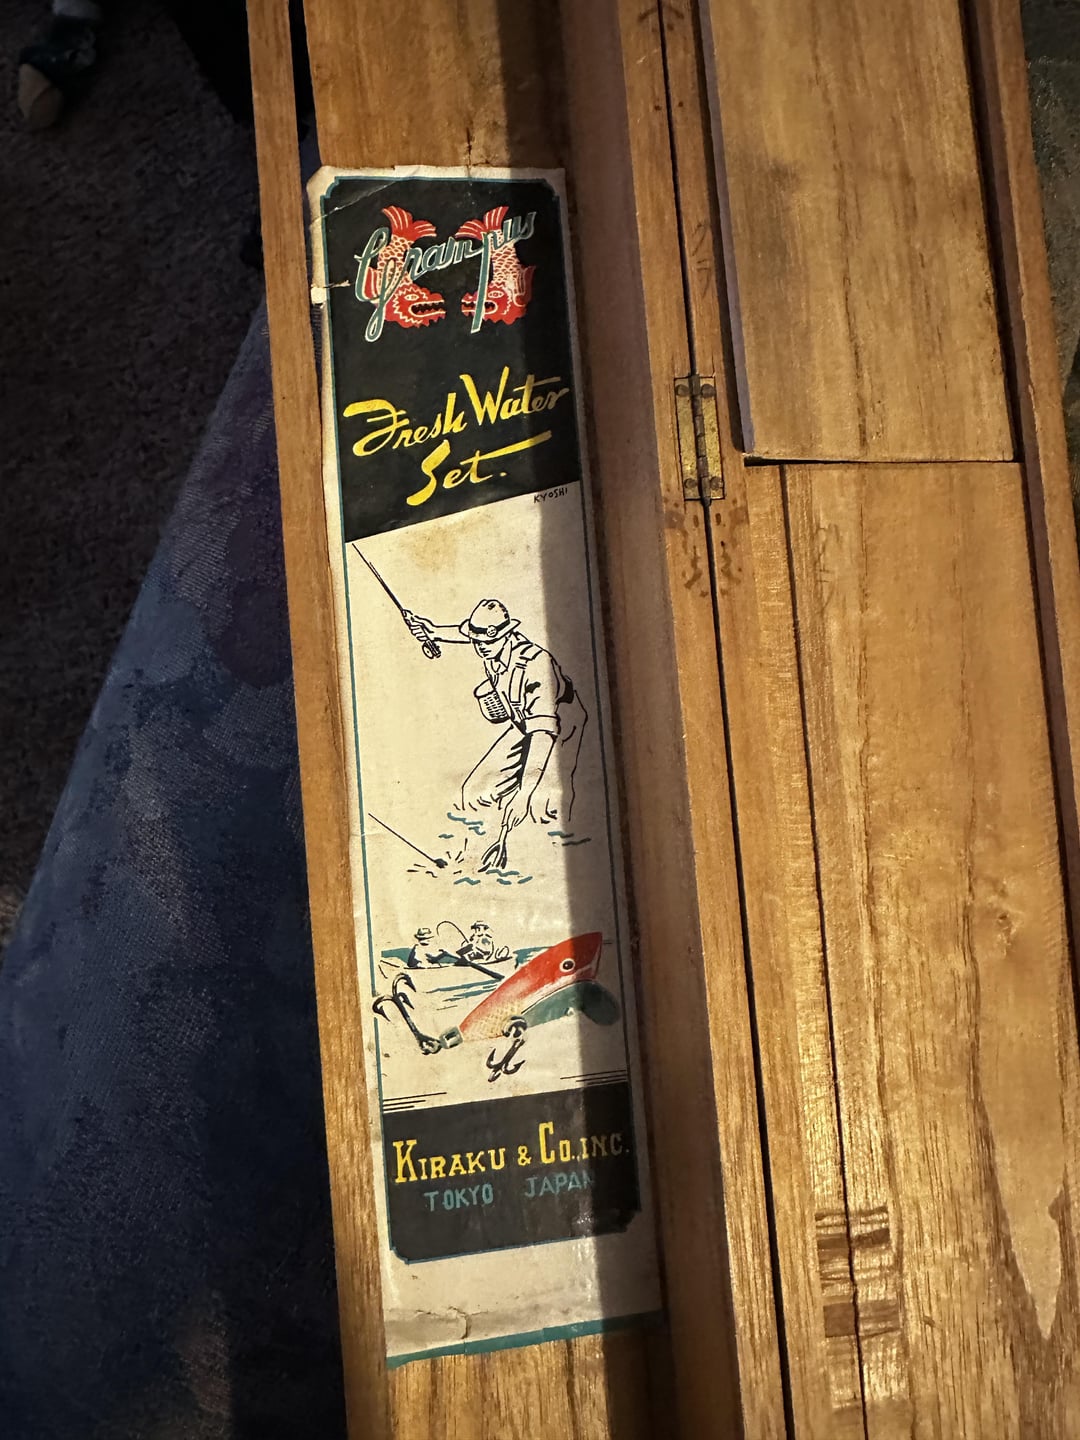 Grampus
Fresh Water
Set.
KYOSHI
KIRAKU & CO., INC.
TOKYO JAPAN